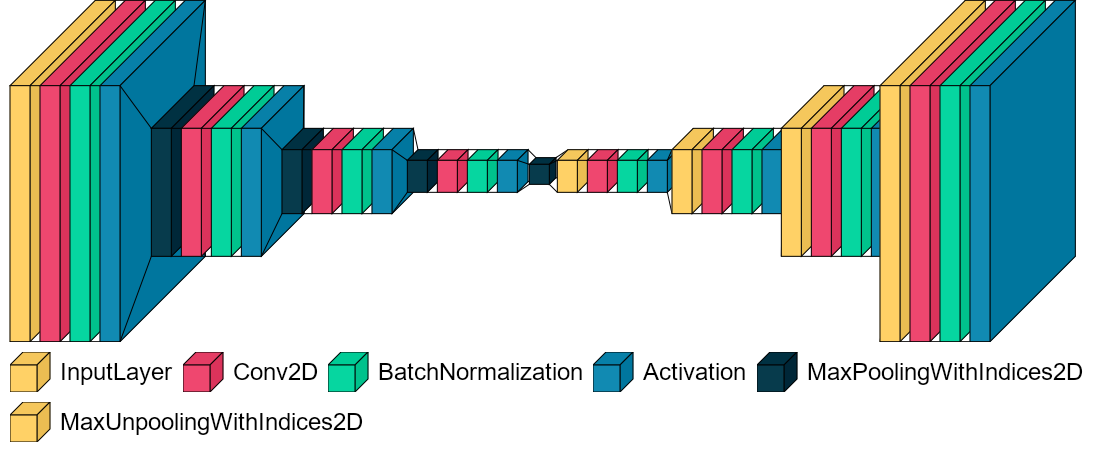 InputLayer Conv2D BatchNormalization Activation MaxPoolingWithIndices2D
MaxUnpoolingWithIndices2D